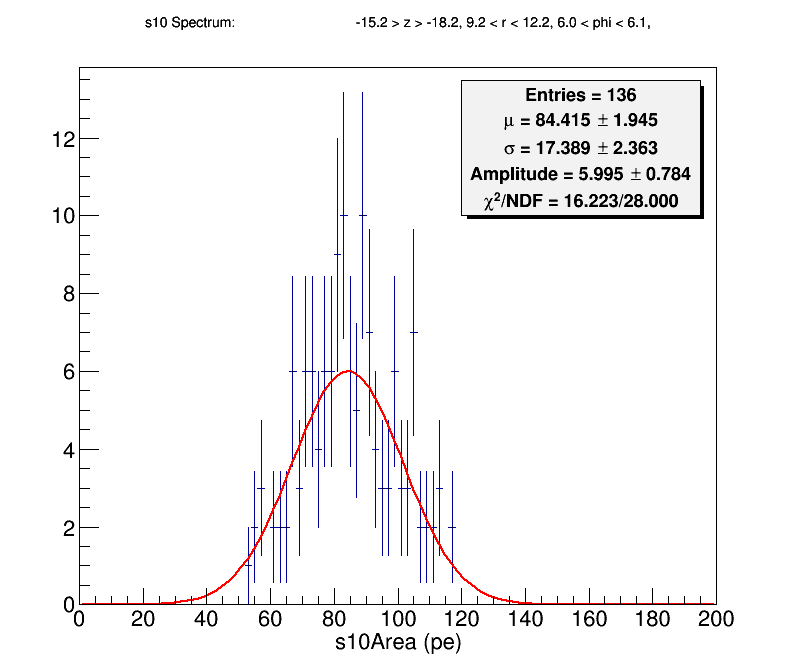 s10 Spectrum: -15.2 > z > -18.2, 9.2 < r < 12.2, 6.0 < phi < 6.1,
Entries = 136
μ = 84.415 ± 1.945
σ = 17.389 ± 2.363
Amplitude = 5.995 ± 0.784
χ²/NDF = 16.223/28.000
12
10
8
6
4
2
0
0 20 40 60 80 100 120 140 160 180 200
s10Area (pe)